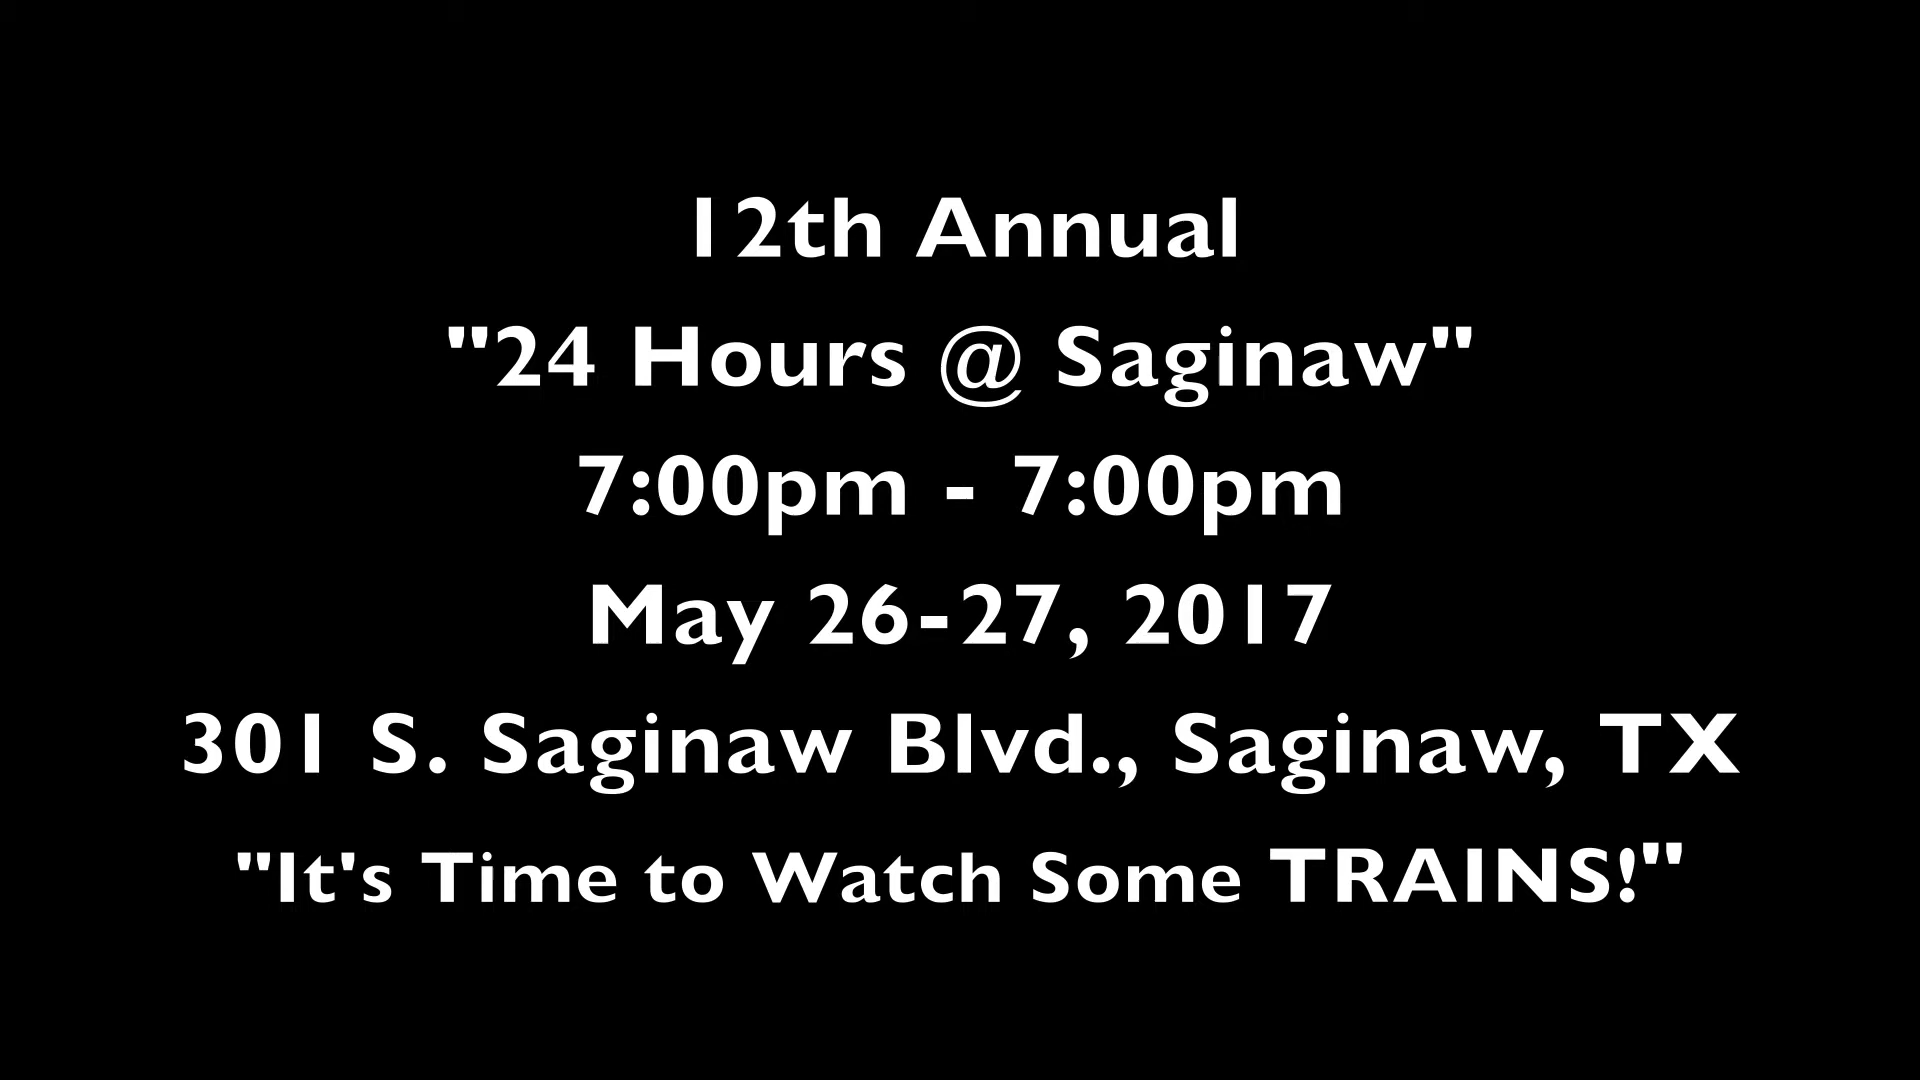 12th Annual
"24 Hours @ Saginaw"
7:00pm - 7:00pm
May 26-27, 2017
301 S. Saginaw Blvd., Saginaw, TX
"It's Time to Watch Some TRAINS!"